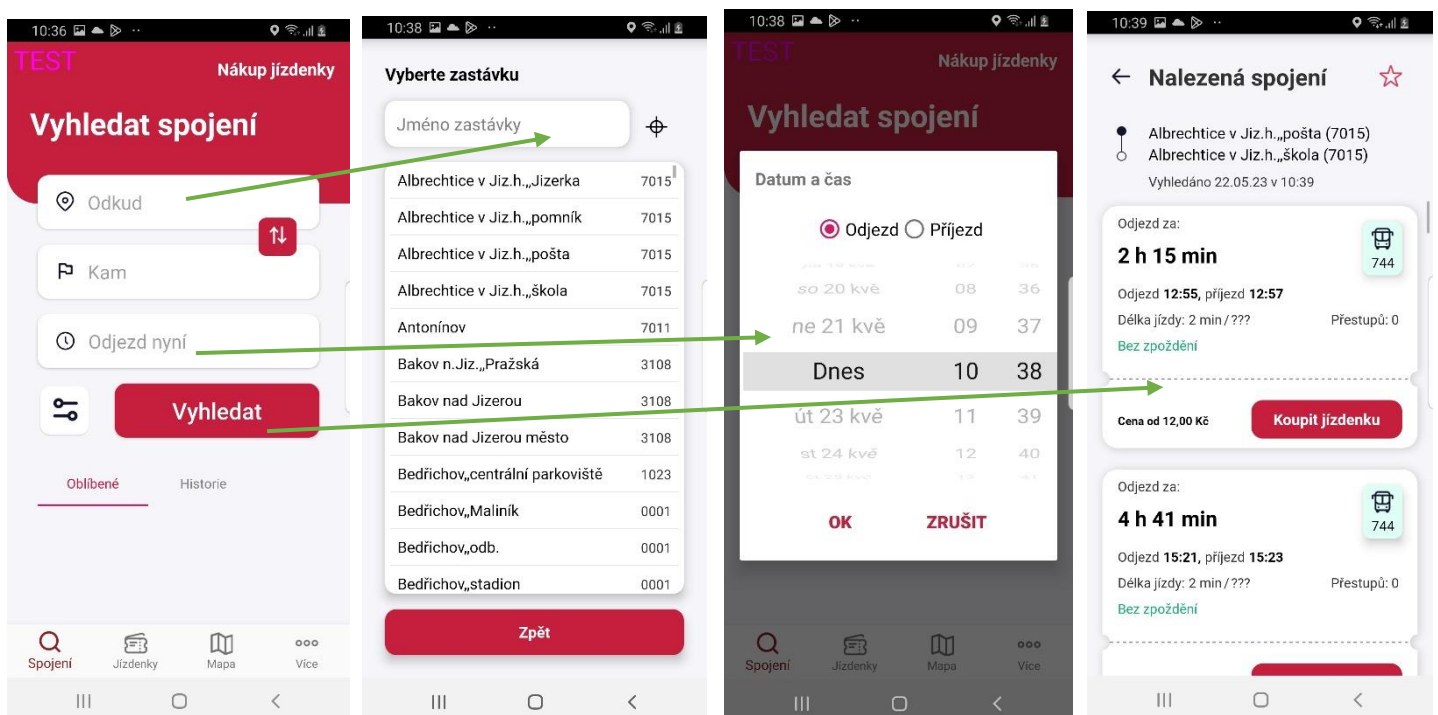 10:36
TEST
Nákup jízdenky
Vyhledat spojení
Odkud
Kam
Odjezd nyní
Vyhledat
Oblíbené Historie
Spojení Jízdenky Mapa Více
10:38
Vyberte zastávku
Jméno zastávky
Albrechtice v Jiz.h.,,Jizerka 7015
Albrechtice v Jiz.h.,,pomník 7015
Albrechtice v Jiz.h.,,pošta 7015
Albrechtice v Jiz.h.,,škola 7015
Antonínov 7011
Bakov n.Jiz.,,Pražská 3108
Bakov nad Jizerou 3108
Bakov nad Jizerou město 3108
Bedřichov,,centrální parkoviště 1023
Bedřichov,,Maliník 0001
Bedřichov,,odb. 0001
Bedřichov,,stadion 0001
Zpět
10:38
TEST
Nákup jízdenky
Vyhledat spojení
Datum a čas
Odjezd Příjezd
so 20 kvě 08 36
ne 21 kvě 09 37
Dnes 10 38
út 23 kvě 11 39
st 24 kvě 12 40
OK ZRUŠIT
Spojení Jízdenky Mapa Více
10:39
Nalezená spojení
Albrechtice v Jiz.h.,,pošta (7015)
Albrechtice v Jiz.h.,,škola (7015)
Vyhledáno 22.05.23 v 10:39
Odjezd za:
2 h 15 min
744
Odjezd 12:55, příjezd 12:57
Délka jízdy: 2 min / ??? Přestupů: 0
Bez zpoždění
Cena od 12,00 Kč Koupit jízdenku
Odjezd za:
4 h 41 min
744
Odjezd 15:21, příjezd 15:23
Délka jízdy: 2 min / ??? Přestupů: 0
Bez zpoždění